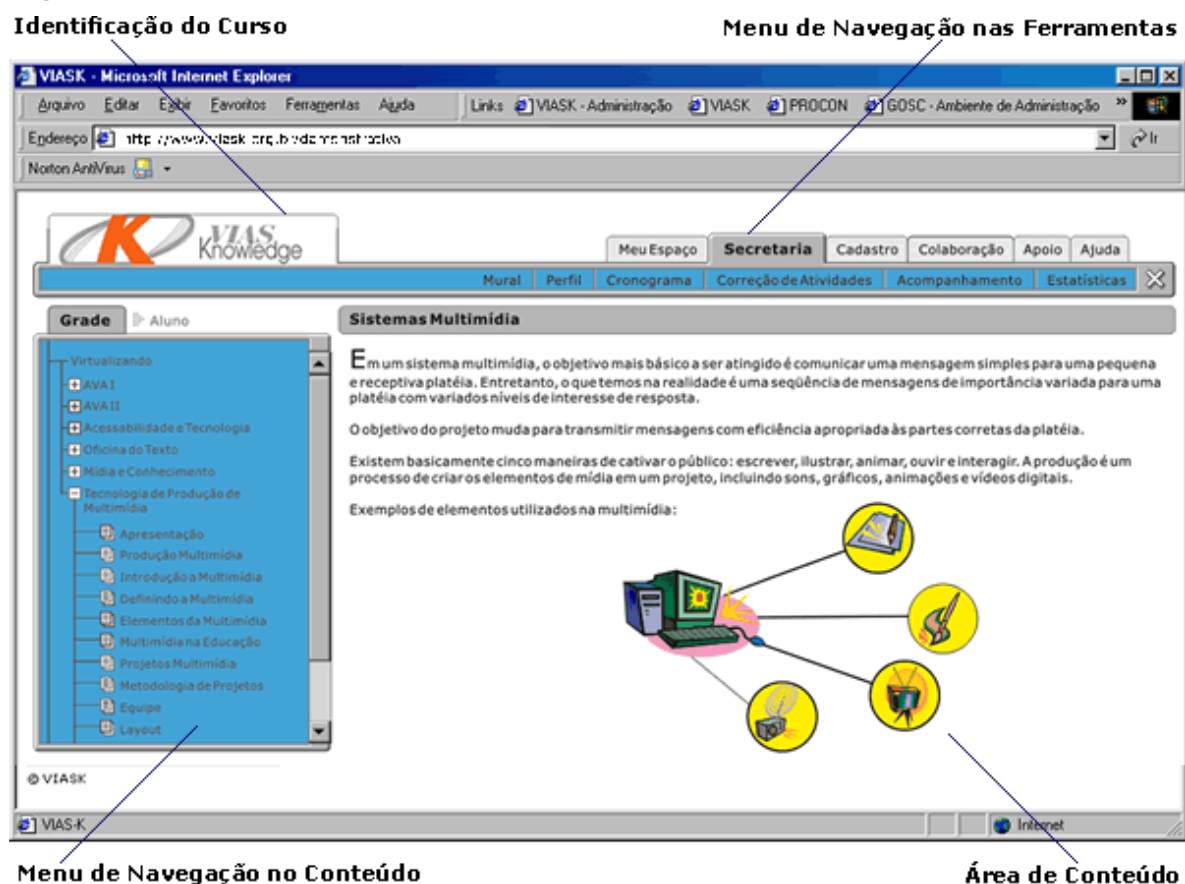 Identificação do Curso
Menu de Navegação nas Ferramentas
VIASK - Microsoft Internet Explorer
Arquivo Editar Exibir Favoritos Ferramentas Ajuda Links VIASK - Administração VIASK PROCON GOSC - Ambiente de Administração »
Endereço Ir
Norton AntiVirus
VIAS
Knowledge
Meu Espaço Secretaria Cadastro Colaboração Apoio Ajuda
Mural Perfil Cronograma Correção de Atividades Acompanhamento Estatísticas
Grade Aluno
Virtualizando
AVA I
AVA II
Acessabilidade e Tecnologia
Oficina do Texto
Mídia e Conhecimento
Tecnologia de Produção de
Multimídia
Apresentação
Produção Multimídia
Introdução a Multimídia
Definindo a Multimídia
Elementos da Multimídia
Multimídia na Educação
Projetos Multimídia
Metodologia de Projetos
Equipe
Layout
Sistemas Multimídia
Em um sistema multimídia, o objetivo mais básico a ser atingido é comunicar uma mensagem simples para uma pequena
e receptiva platéia. Entretanto, o que temos na realidade é uma seqüência de mensagens de importância variada para uma
platéia com variados níveis de interesse de resposta.
O objetivo do projeto muda para transmitir mensagens com eficiência apropriada às partes corretas da platéia.
Existem basicamente cinco maneiras de cativar o público: escrever, ilustrar, animar, ouvir e interagir. A produção é um
processo de criar os elementos de mídia em um projeto, incluindo sons, gráficos, animações e vídeos digitais.
Exemplos de elementos utilizados na multimídia:
© VIASK
VIAS-K Internet
Menu de Navegação no Conteúdo
Área de Conteúdo